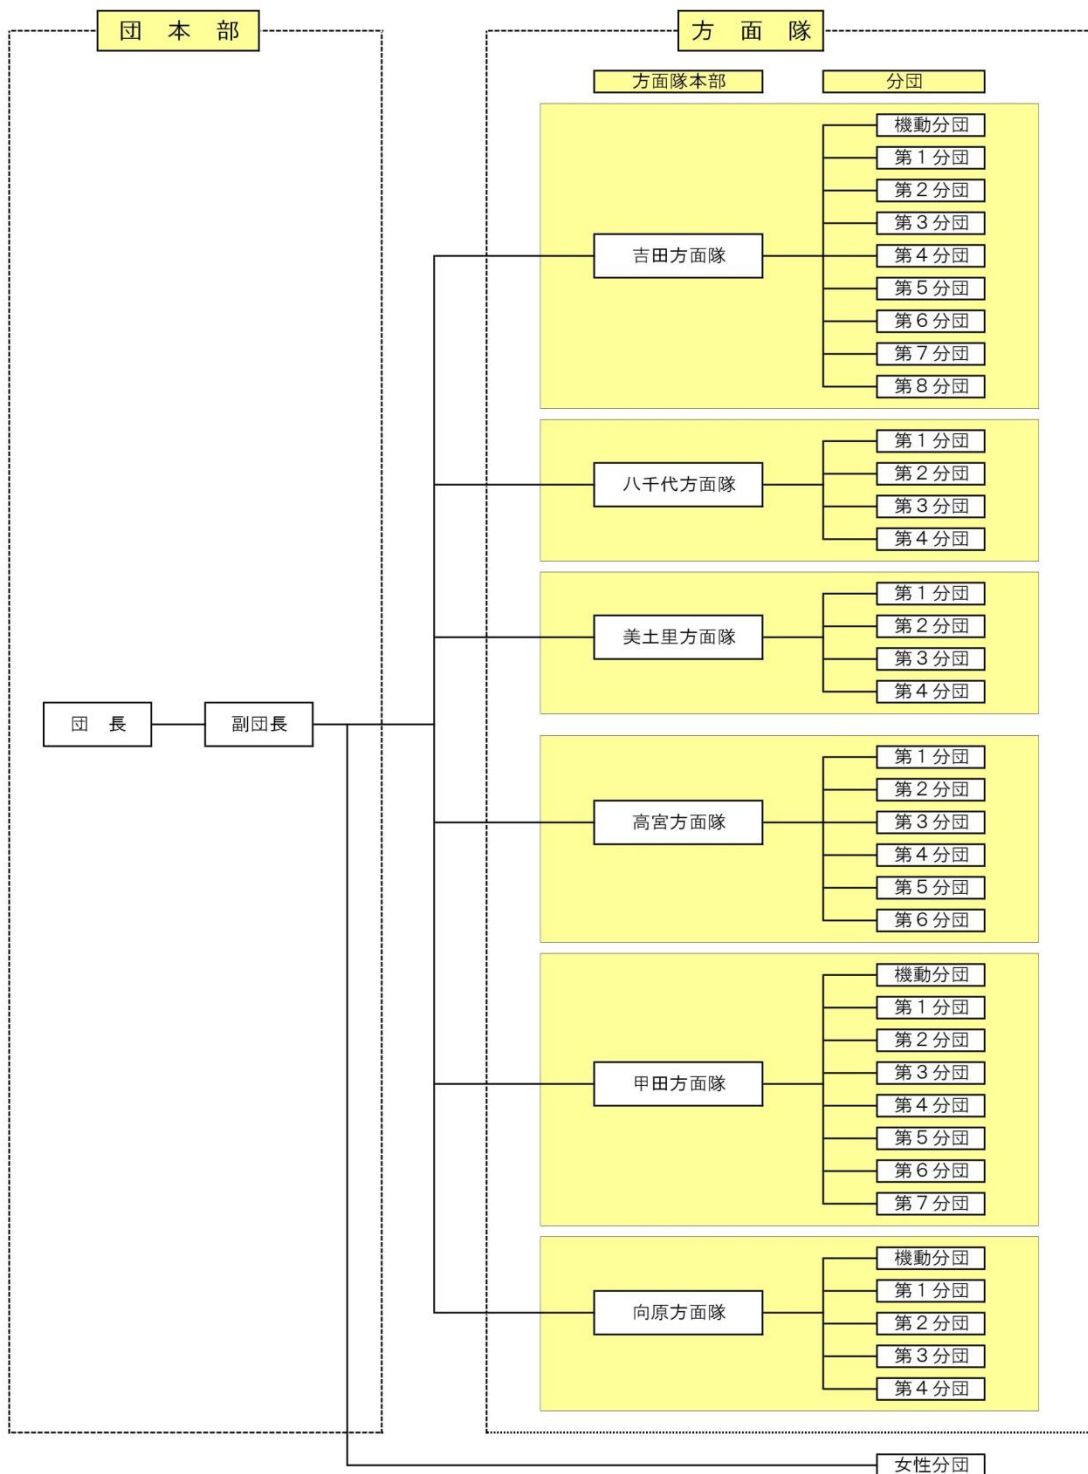 団本部
方面隊
方面隊本部
分団
吉田方面隊
機動分団
第1分団
第2分団
第3分団
第4分団
第5分団
第6分団
第7分団
第8分団
八千代方面隊
第1分団
第2分団
第3分団
第4分団
美土里方面隊
第1分団
第2分団
第3分団
第4分団
団長
副団長
高宮方面隊
第1分団
第2分団
第3分団
第4分団
第5分団
第6分団
甲田方面隊
機動分団
第1分団
第2分団
第3分団
第4分団
第5分団
第6分団
第7分団
向原方面隊
機動分団
第1分団
第2分団
第3分団
第4分団
女性分団